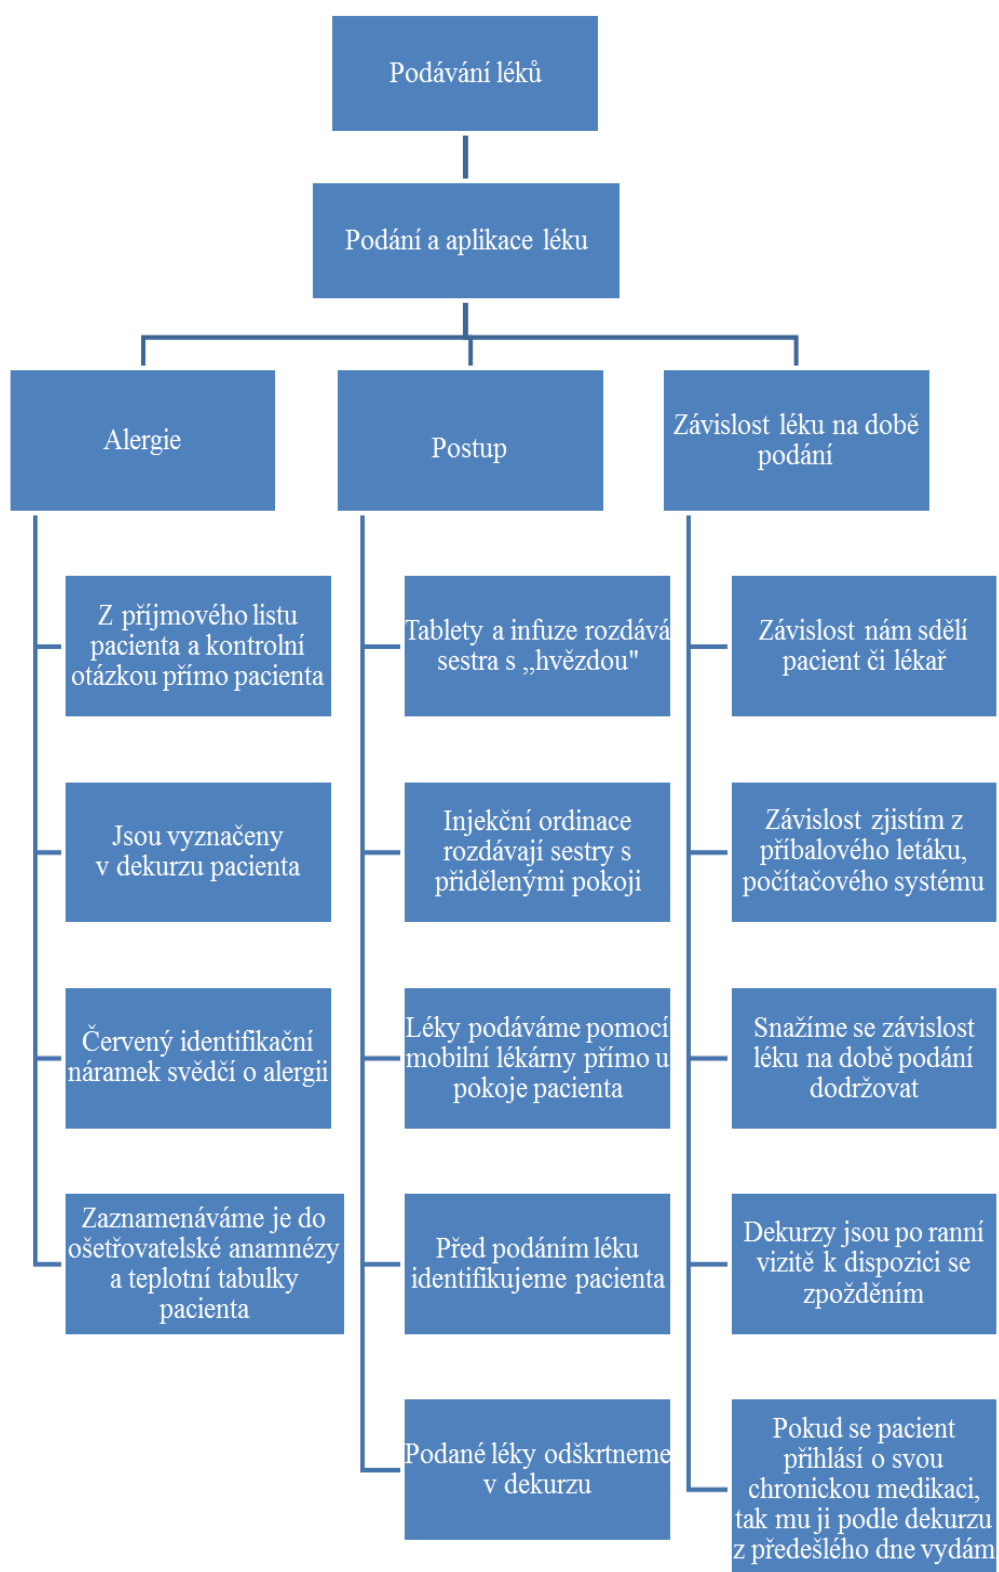 Podávání léků
Podání a aplikace léku
Alergie
Postup
Závislost léku na době
podání
Z příjmového listu
pacienta a kontrolní
otázkou přímo pacienta
Jsou vyznačeny
v dekurzu pacienta
Červený identifikační
náramek svědčí o alergii
Zaznamenáváme je do
ošetřovatelské anamnézy
a teplotní tabulky
pacienta
Tablety a infuze rozdává
sestra s ,,hvězdou"
Injekční ordinace
rozdávají sestry s
přidělenými pokoji
Léky podáváme pomocí
mobilní lékárny přímo u
pokoje pacienta
Před podáním léku
identifikujeme pacienta
Podané léky odškrtneme
v dekurzu
Závislost nám sdělí
pacient či lékař
Závislost zjistím z
příbalového letáku,
počítačového systému
Snažíme se závislost
léku na době podání
dodržovat
Dekurzy jsou po ranní
vizitě k dispozici se
zpožděním
Pokud se pacient
přihlásí o svou
chronickou medikaci,
tak mu ji podle dekurzu
z předešlého dne vydám